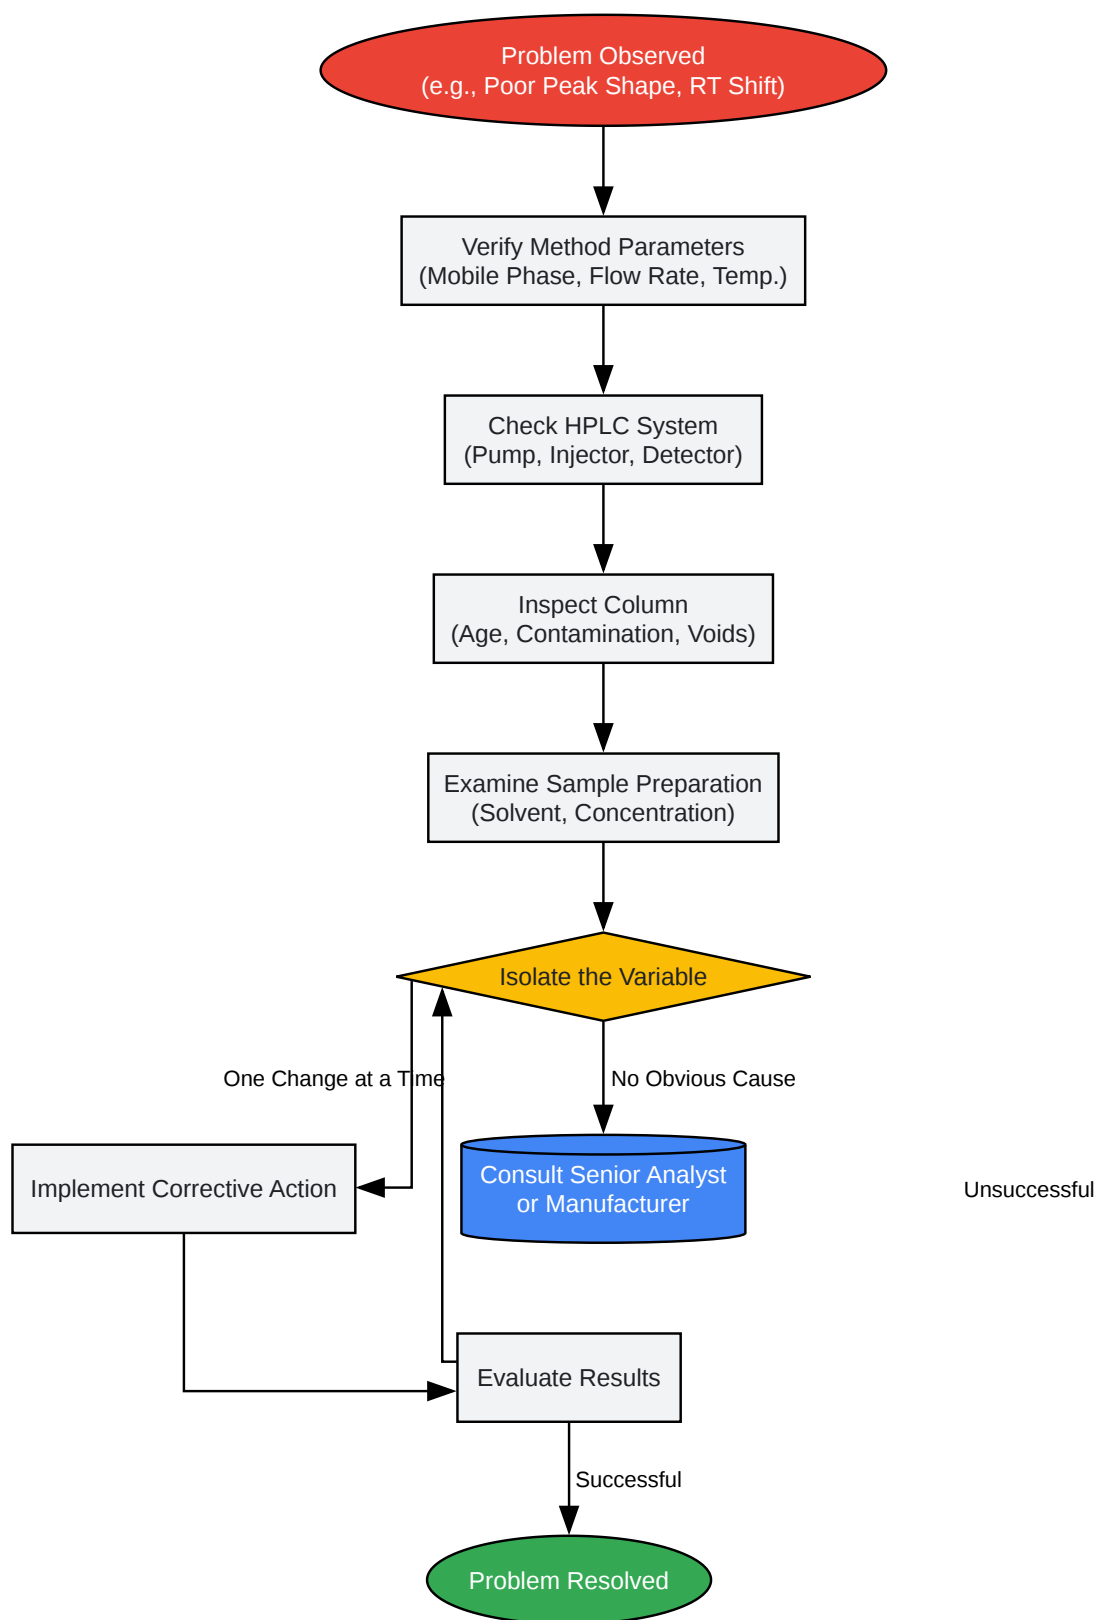 Problem Observed
(e.g., Poor Peak Shape, RT Shift)
Verify Method Parameters
(Mobile Phase, Flow Rate, Temp.)
Check HPLC System
(Pump, Injector, Detector)
Inspect Column
(Age, Contamination, Voids)
Examine Sample Preparation
(Solvent, Concentration)
Isolate the Variable
One Change at a Time
No Obvious Cause
Implement Corrective Action
Consult Senior Analyst
or Manufacturer
Unsuccessful
Evaluate Results
Successful
Problem Resolved